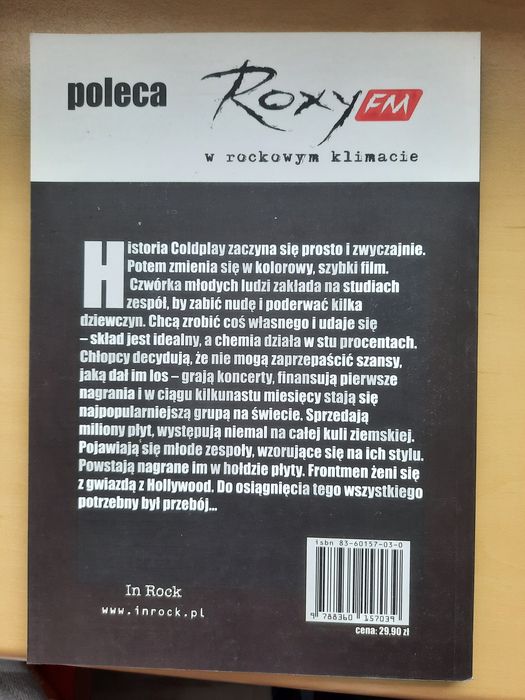 poleca
Roxy FM
w rockowym klimacie
Historia Coldplay zaczyna się prosto i zwyczajnie.
Potem zmienia się w kolorowy, szybki film.
Czwórka młodych ludzi zakłada na studiach
zespół, by zabić nudę i poderwać kilka
dziewczyn. Chcą zrobić coś własnego i udaje się
– skład jest idealny, a chemia działa w stu procentach.
Chłopcy decydują, że nie mogą zaprzepaścić szansy,
jaką dał im los – grają koncerty, finansują pierwsze
nagrania i w ciągu kilkunastu miesięcy stają się
najpopularniejszą grupą na świecie. Sprzedają
miliony płyt, występują niemal na całej kuli ziemskiej.
Pojawiają się młode zespoły, wzorujące się na ich stylu.
Powstają nagrane im w hołdzie płyty. Frontmen żeni się
z gwiazdą z Hollywood. Do osiągnięcia tego wszystkiego
potrzebny był przebój...
isbn 83-60157-03-0
9 788360 157039
cena: 29,90 zł
In Rock
www.inrock.pl